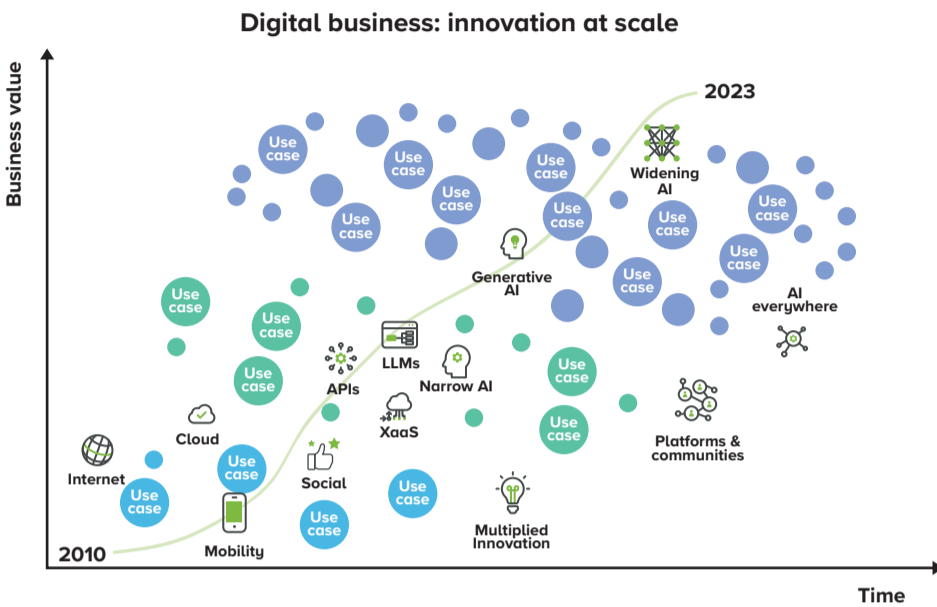 Digital business: innovation at scale
Business value
2023
Widening
AI
Use
case
Use
case
Use
case
Use
case
Use
case
Use
case
Use
case
Use
case
Use
case
Use
case
Generative
AI
AI
everywhere
Use
case
Use
case
Use
case
Use
case
Use
case
LLMs
APIs
Narrow AI
XaaS
Cloud
Platforms &
communities
Internet
Use
case
Use
case
Use
case
Use
case
Social
Mobility
Multiplied
Innovation
2010
Time